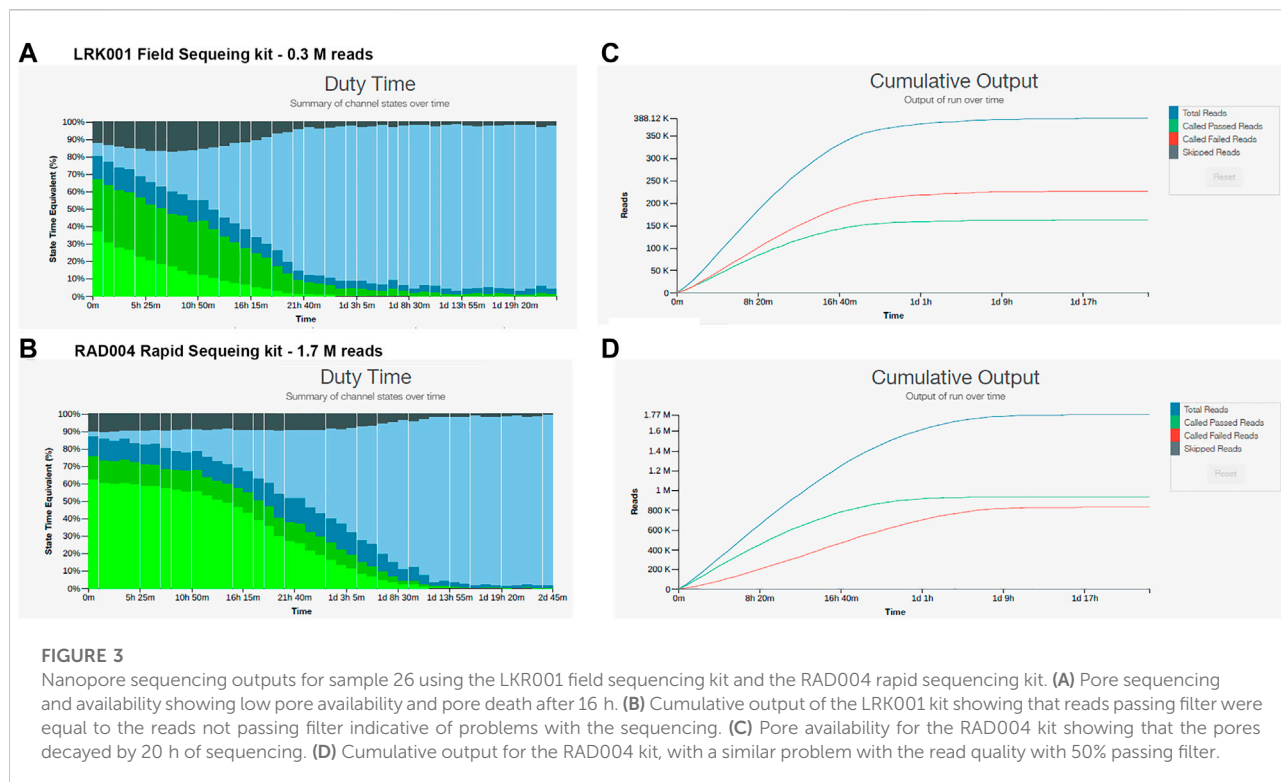 A
LRK001 Field Sequeing kit - 0.3 M reads
Duty Time
Summary of channel states over time
State Time Equivalent (%)
100%
90%
80%
70%
60%
50%
40%
30%
20%
10%
0%
0m 5h 25m 10h 50m 16h 15m 21h 40m 1d 3h 5m 1d 8h 30m 1d 13h 55m 1d 19h 20m
Time
C
Cumulative Output
Output of run over time
Reads
388.12 K
350 K
300 K
250 K
200 K
150 K
100 K
50 K
0
0m 8h 20m 16h 40m 1d 1h 1d 9h 1d 17h
Time
Total Reads
Called Passed Reads
Called Failed Reads
Skipped Reads
Reset
B
RAD004 Rapid Sequeing kit - 1.7 M reads
Duty Time
Summary of channel states over time
State Time Equivalent (%)
100%
90%
80%
70%
60%
50%
40%
30%
20%
10%
0%
0m 5h 25m 10h 50m 16h 15m 21h 40m 1d 3h 5m 1d 8h 30m 1d 13h 55m 1d 19h 20m 2d 45m
Time
D
Cumulative Output
Output of run over time
Reads
1.77 M
1.6 M
1.4 M
1.2 M
1 M
800 K
600 K
400 K
200 K
0
0m 8h 20m 16h 40m 1d 1h 1d 9h 1d 17h
Time
Total Reads
Called Passed Reads
Called Failed Reads
Skipped Reads
Reset
FIGURE 3
Nanopore sequencing outputs for sample 26 using the LKR001 field sequencing kit and the RAD004 rapid sequencing kit. (A) Pore sequencing
and availability showing low pore availability and pore death after 16 h. (B) Cumulative output of the LRK001 kit showing that reads passing filter were
equal to the reads not passing filter indicative of problems with the sequencing. (C) Pore availability for the RAD004 kit showing that the pores
decayed by 20 h of sequencing. (D) Cumulative output for the RAD004 kit, with a similar problem with the read quality with 50% passing filter.